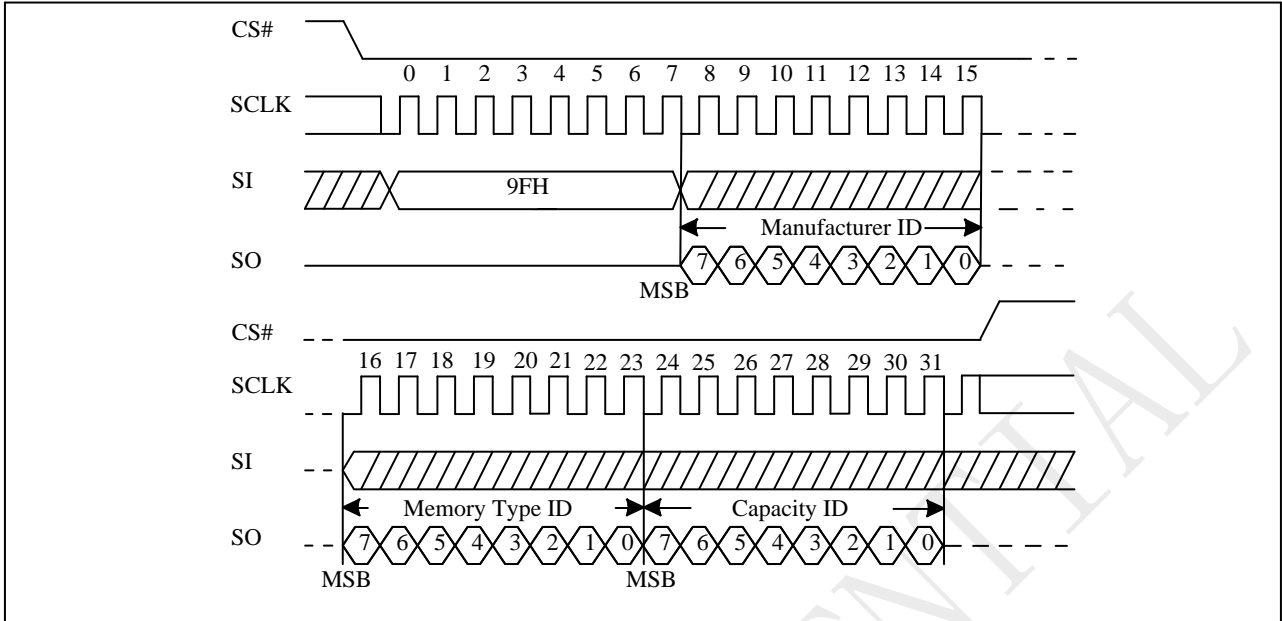 CS#
0 1 2 3 4 5 6 7 8 9 10 11 12 13 14 15
SCLK
SI
9FH
Manufacturer ID
SO
7 6 5 4 3 2 1 0
MSB
CS#
16 17 18 19 20 21 22 23 24 25 26 27 28 29 30 31
SCLK
SI
Memory Type ID Capacity ID
SO
7 6 5 4 3 2 1 0 7 6 5 4 3 2 1 0
MSB MSB
NTIAL